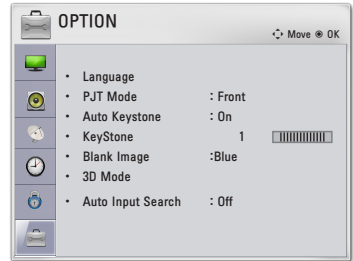 OPTION
Move OK
• Language
• PJT Mode : Front
• Auto Keystone : On
• KeyStone 1
• Blank Image :Blue
• 3D Mode
• Auto Input Search : Off